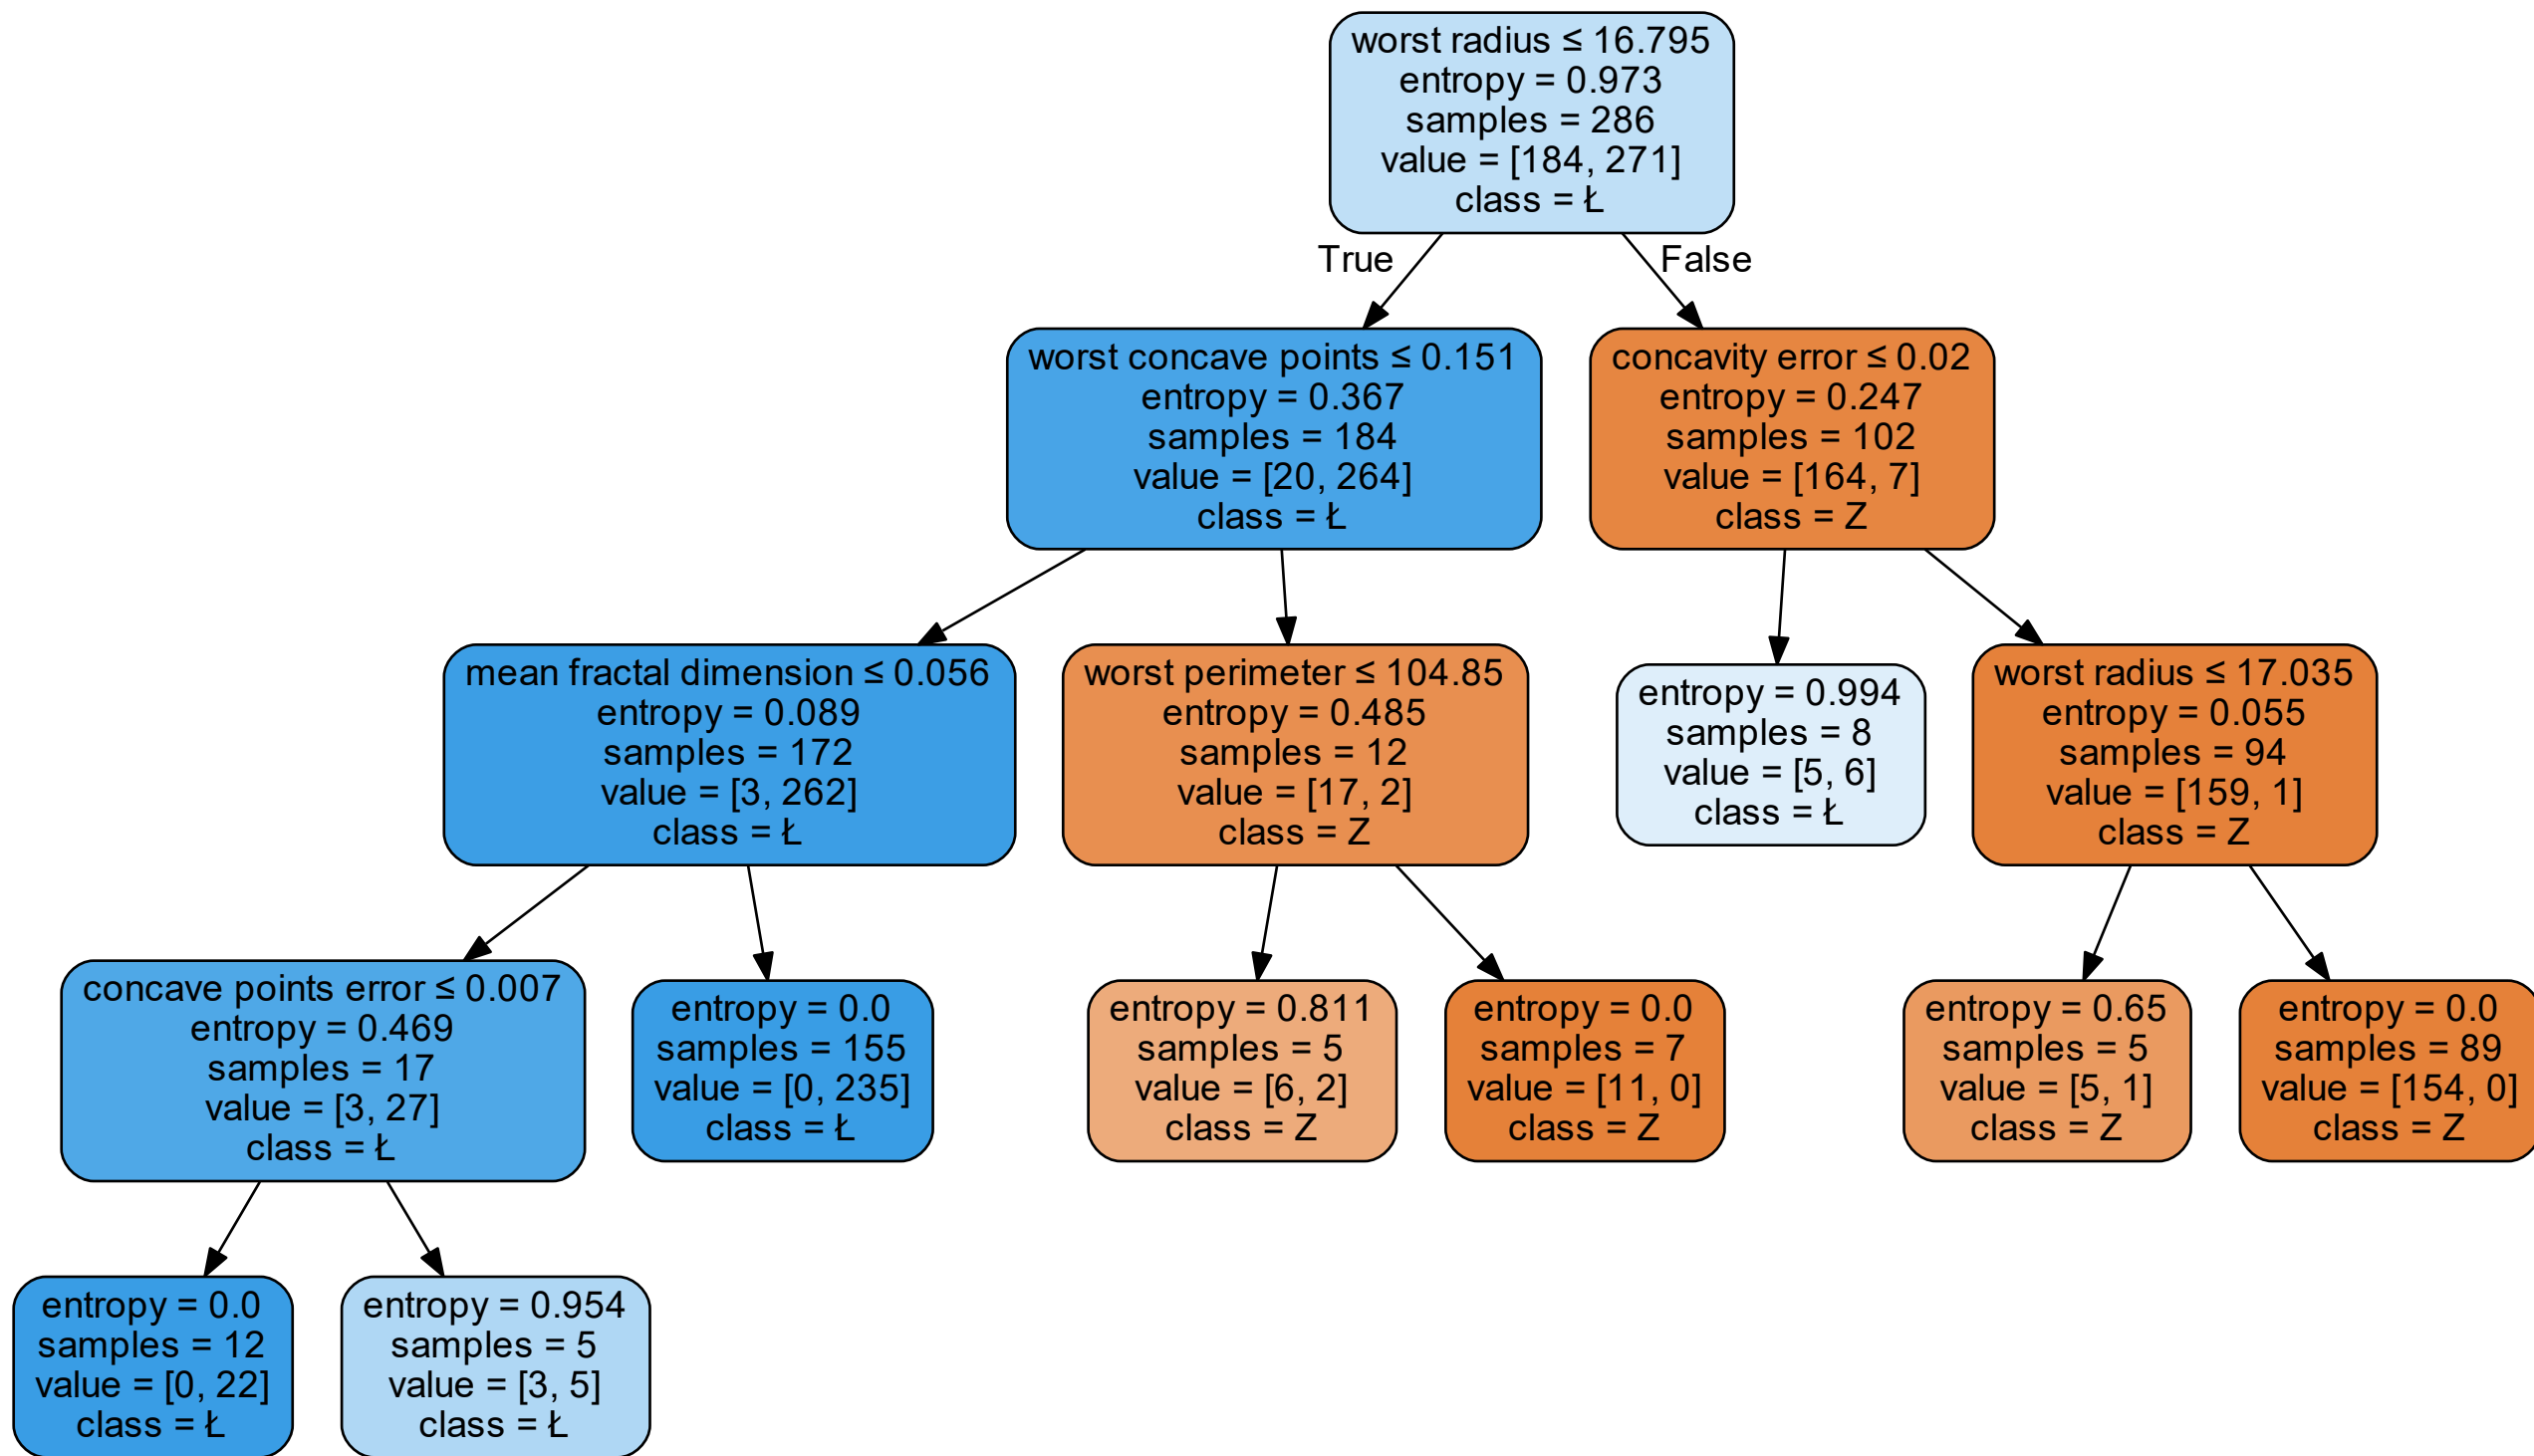 worst radius ≤ 16.795
entropy = 0.973
samples = 286
value = [184, 271]
class = Ł
True
False
worst concave points ≤ 0.151
entropy = 0.367
samples = 184
value = [20, 264]
class = Ł
concavity error ≤ 0.02
entropy = 0.247
samples = 102
value = [164, 7]
class = Z
mean fractal dimension ≤ 0.056
entropy = 0.089
samples = 172
value = [3, 262]
class = Ł
worst perimeter ≤ 104.85
entropy = 0.485
samples = 12
value = [17, 2]
class = Z
entropy = 0.994
samples = 8
value = [5, 6]
class = Ł
worst radius ≤ 17.035
entropy = 0.055
samples = 94
value = [159, 1]
class = Z
concave points error ≤ 0.007
entropy = 0.469
samples = 17
value = [3, 27]
class = Ł
entropy = 0.0
samples = 155
value = [0, 235]
class = Ł
entropy = 0.811
samples = 5
value = [6, 2]
class = Z
entropy = 0.0
samples = 7
value = [11, 0]
class = Z
entropy = 0.65
samples = 5
value = [5, 1]
class = Z
entropy = 0.0
samples = 89
value = [154, 0]
class = Z
entropy = 0.0
samples = 12
value = [0, 22]
class = Ł
entropy = 0.954
samples = 5
value = [3, 5]
class = Ł